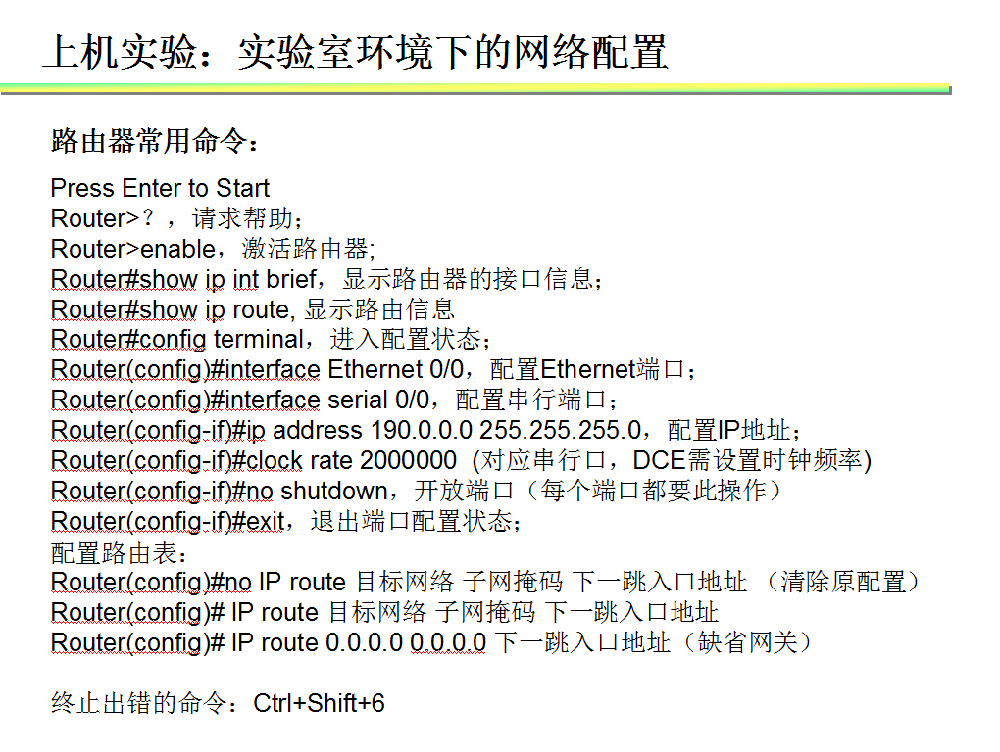 上机实验：实验室环境下的网络配置
路由器常用命令：
Press Enter to Start
Router>？，请求帮助；
Router>enable，激活路由器;
Router#show ip int brief，显示路由器的接口信息；
Router#show ip route, 显示路由信息
Router#config terminal，进入配置状态；
Router(config)#interface Ethernet 0/0，配置Ethernet端口；
Router(config)#interface serial 0/0，配置串行端口；
Router(config-if)#ip address 190.0.0.0 255.255.255.0，配置IP地址；
Router(config-if)#clock rate 2000000 (对应串行口，DCE需设置时钟频率)
Router(config-if)#no shutdown，开放端口（每个端口都要此操作）
Router(config-if)#exit，退出端口配置状态；
配置路由表：
Router(config)#no IP route 目标网络 子网掩码 下一跳入口地址 （清除原配置）
Router(config)# IP route 目标网络 子网掩码 下一跳入口地址
Router(config)# IP route 0.0.0.0 0.0.0.0 下一跳入口地址（缺省网关）
终止出错的命令：Ctrl+Shift+6